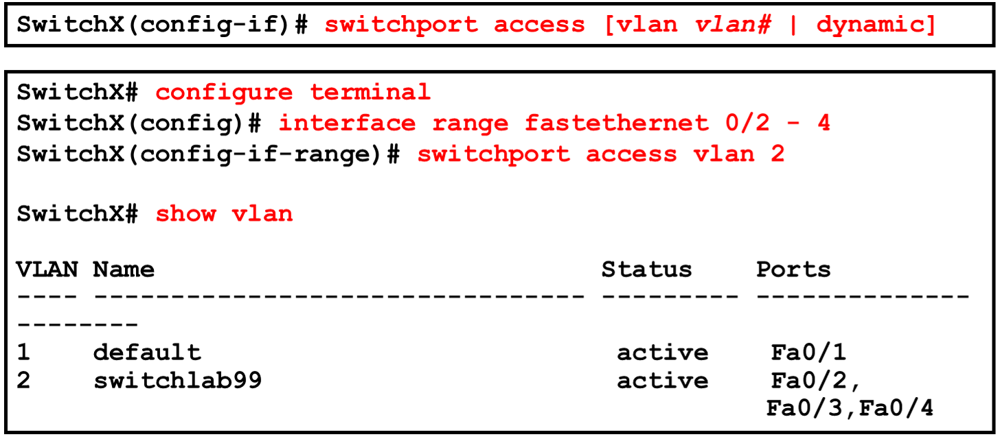 SwitchX(config-if)# switchport access [vlan vlan# | dynamic]
SwitchX# configure terminal
SwitchX(config)# interface range fastethernet 0/2 - 4
SwitchX(config-if-range)# switchport access vlan 2
SwitchX# show vlan
VLAN Name Status Ports
---- -------------------------------- --------- --------------
--------
1 default active Fa0/1
2 switchlab99 active Fa0/2,
Fa0/3,Fa0/4